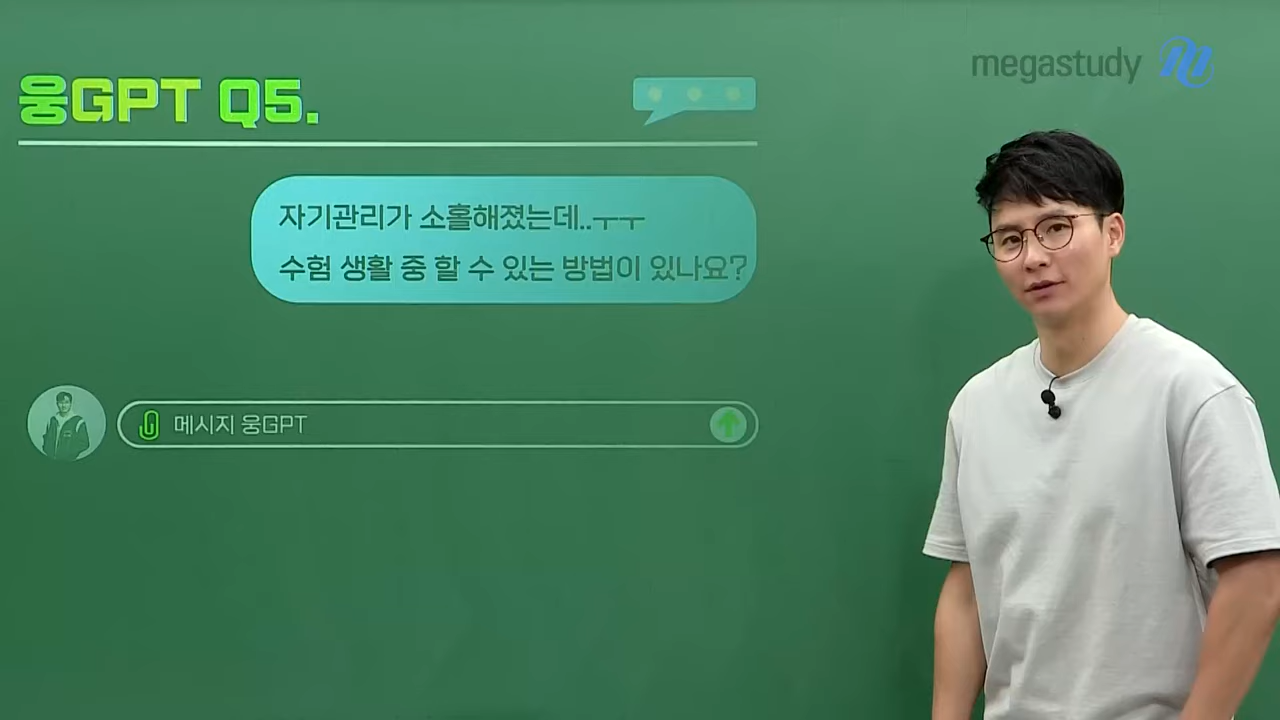 megastudy
웅GPT Q5.
자기관리가 소홀해졌는데..ㅜㅜ
수험 생활 중 할 수 있는 방법이 있나요?
메시지 웅GPT